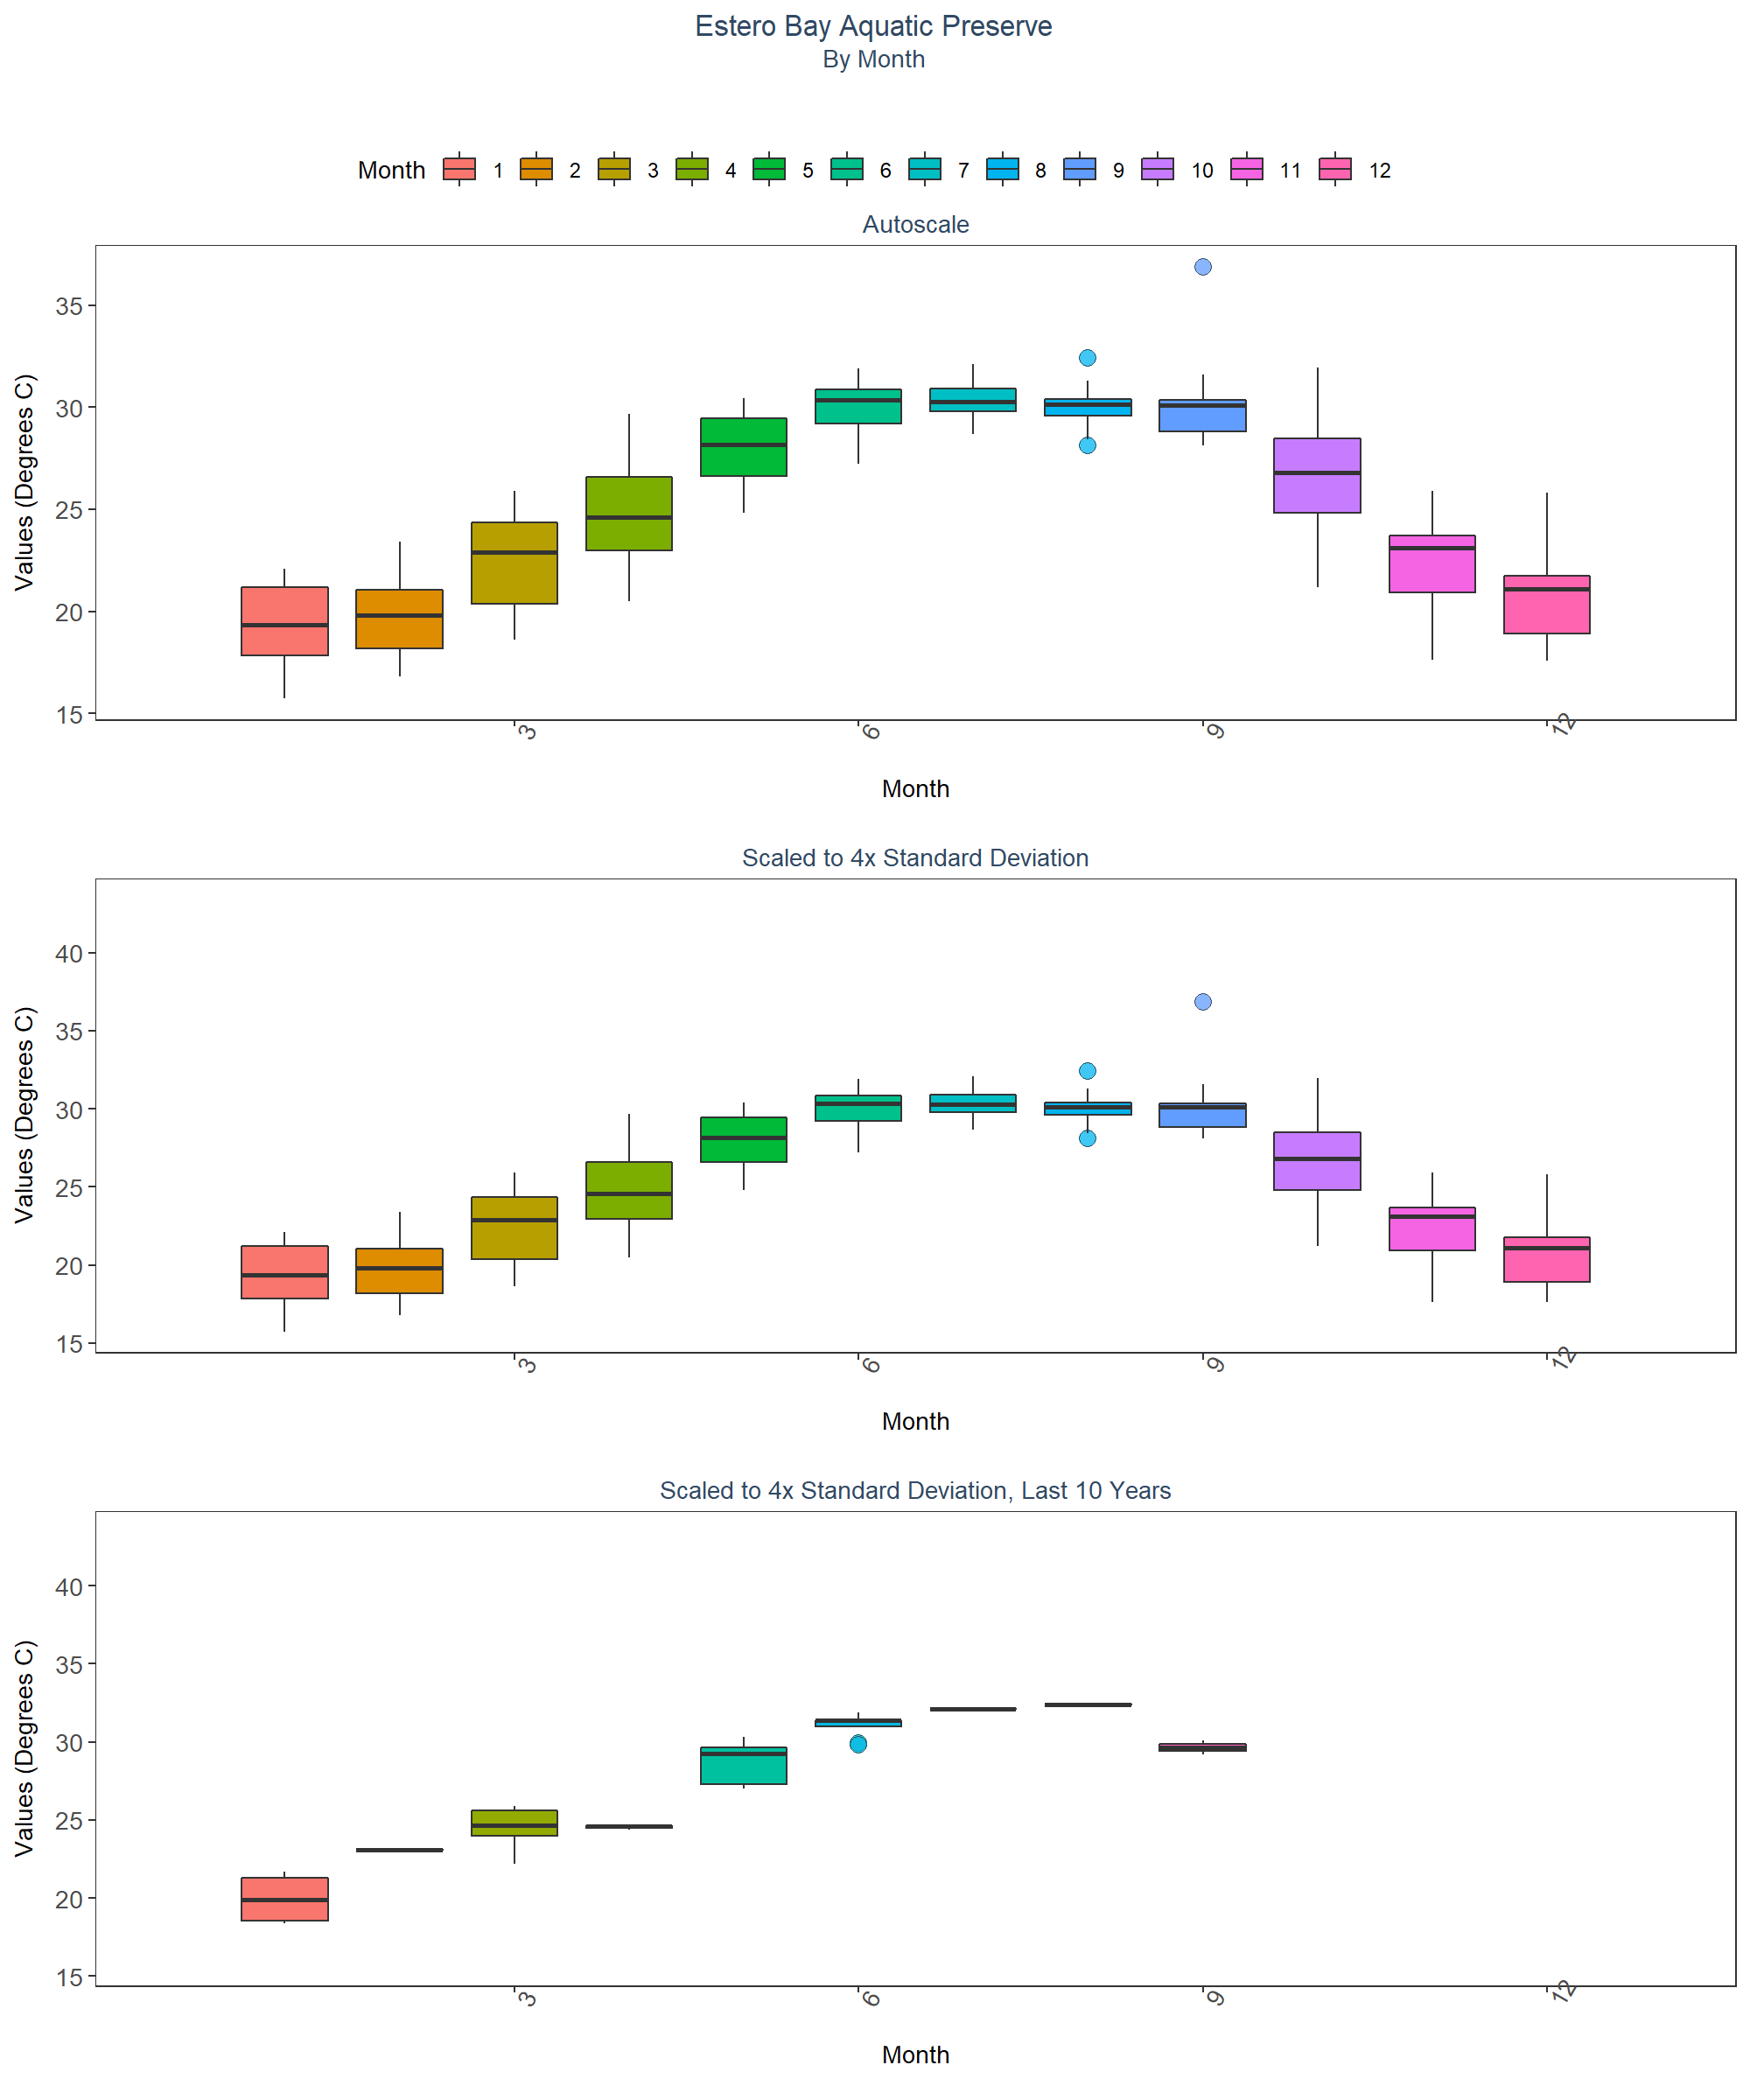 Estero Bay Aquatic Preserve
By Month
Month 1 2 3 4 5 6 7 8 9 10 11 12
Autoscale
Values (Degrees C)
35
30
25
20
15
3 6 9 12
Month
Scaled to 4x Standard Deviation
Values (Degrees C)
40
35
30
25
20
15
3 6 9 12
Month
Scaled to 4x Standard Deviation, Last 10 Years
Values (Degrees C)
40
35
30
25
20
15
3 6 9 12
Month